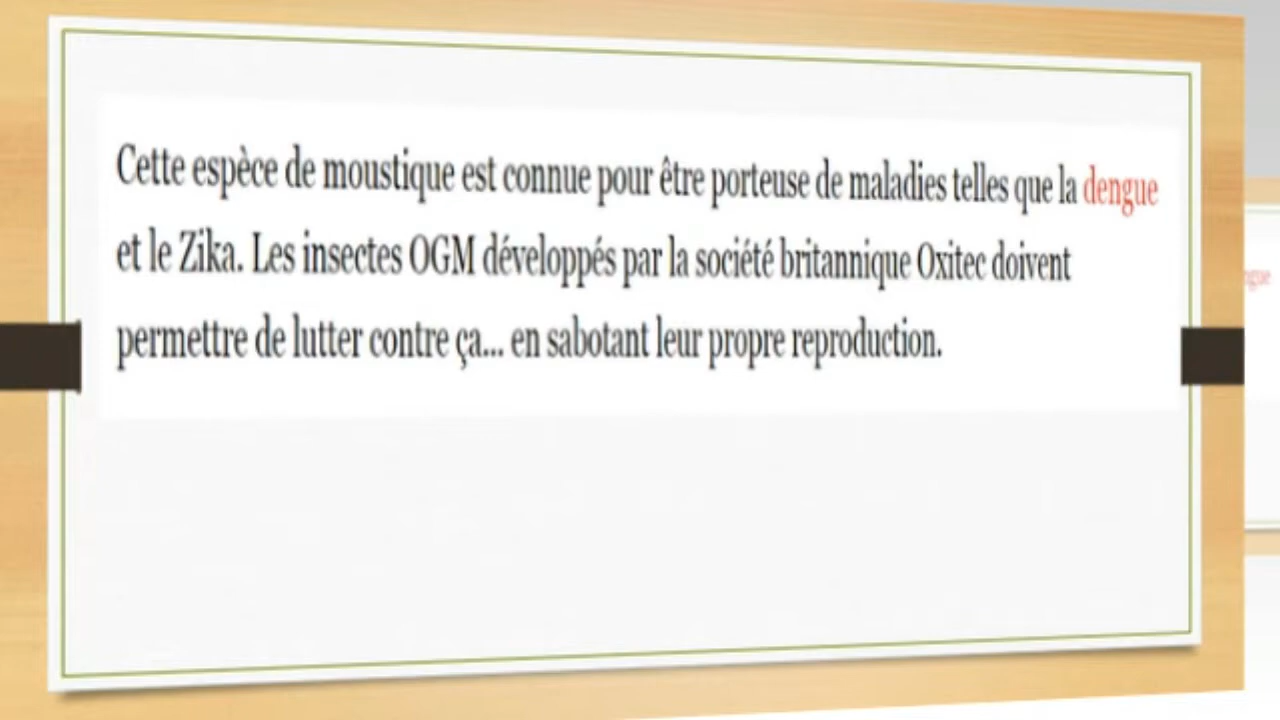 Cette espèce de moustique est connue pour être porteuse de maladies telles que la dengue
et le Zika. Les insectes OGM développés par la société britannique Oxitec doivent
permettre de lutter contre ça... en sabotant leur propre reproduction.